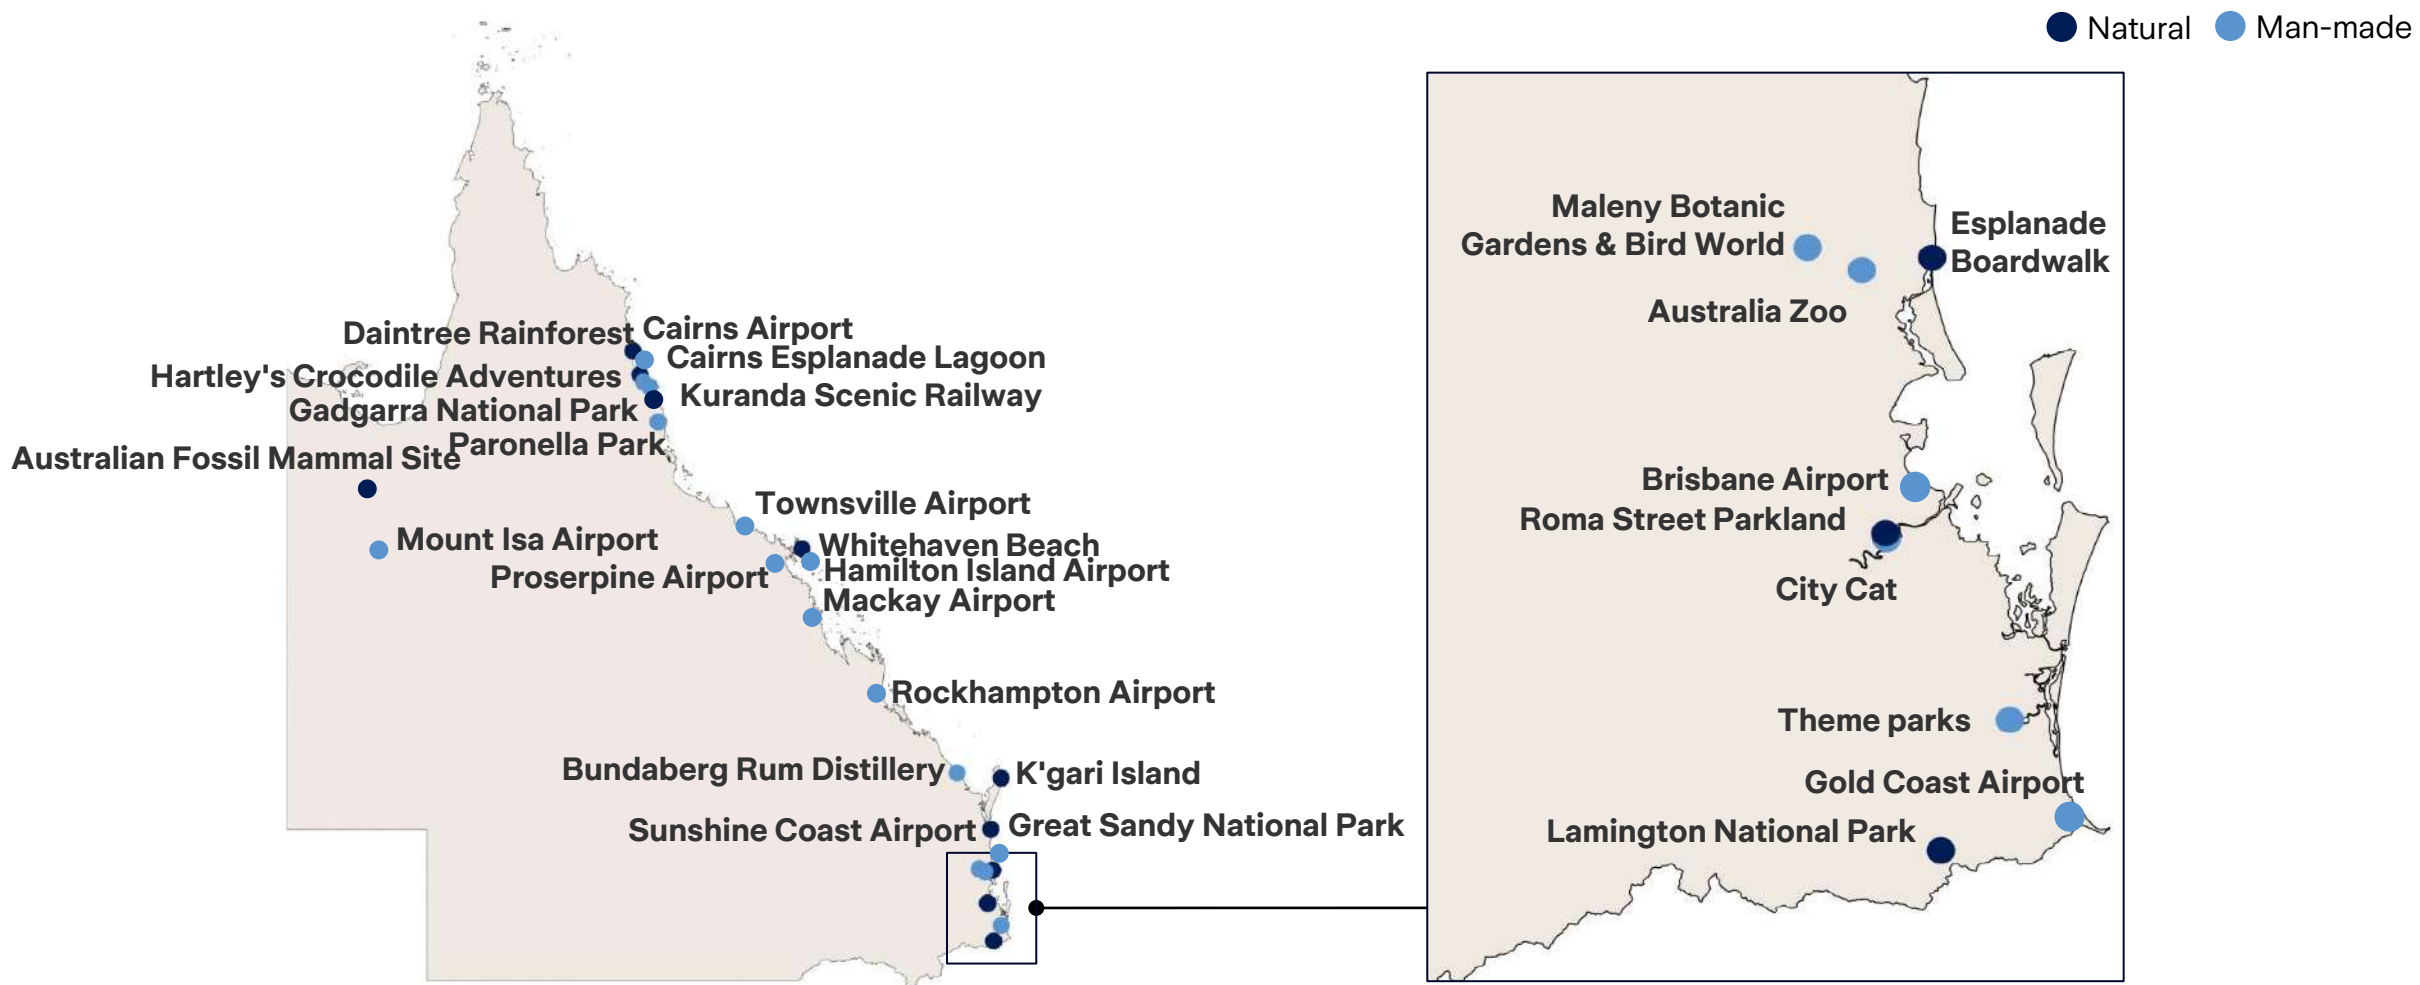 Natural
Man-made
Daintree Rainforest
Cairns Airport
Cairns Esplanade Lagoon
Hartley's Crocodile Adventures
Kuranda Scenic Railway
Gadgarra National Park
Paronella Park
Australian Fossil Mammal Site
Townsville Airport
Mount Isa Airport
Whitehaven Beach
Hamilton Island Airport
Proserpine Airport
Mackay Airport
Rockhampton Airport
Bundaberg Rum Distillery
K'gari Island
Sunshine Coast Airport
Great Sandy National Park
Maleny Botanic
Gardens & Bird World
Esplanade
Boardwalk
Australia Zoo
Brisbane Airport
Roma Street Parkland
City Cat
Theme parks
Gold Coast Airport
Lamington National Park